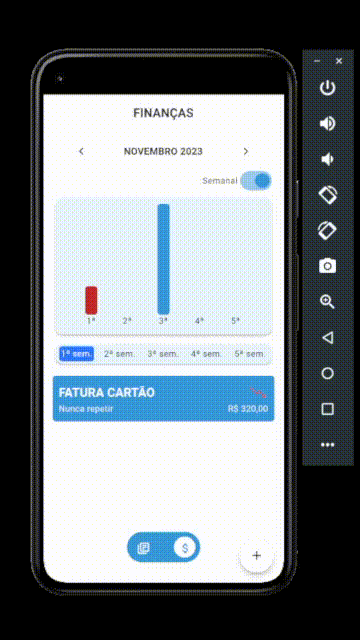 FINANÇAS
NOVEMBRO 2023
Semanal
1ª 2ª 3ª 4ª 5ª
1ª sem. 2ª sem. 3ª sem. 4ª sem. 5ª sem.
FATURA CARTÃO
Nunca repetir R$ 320,00